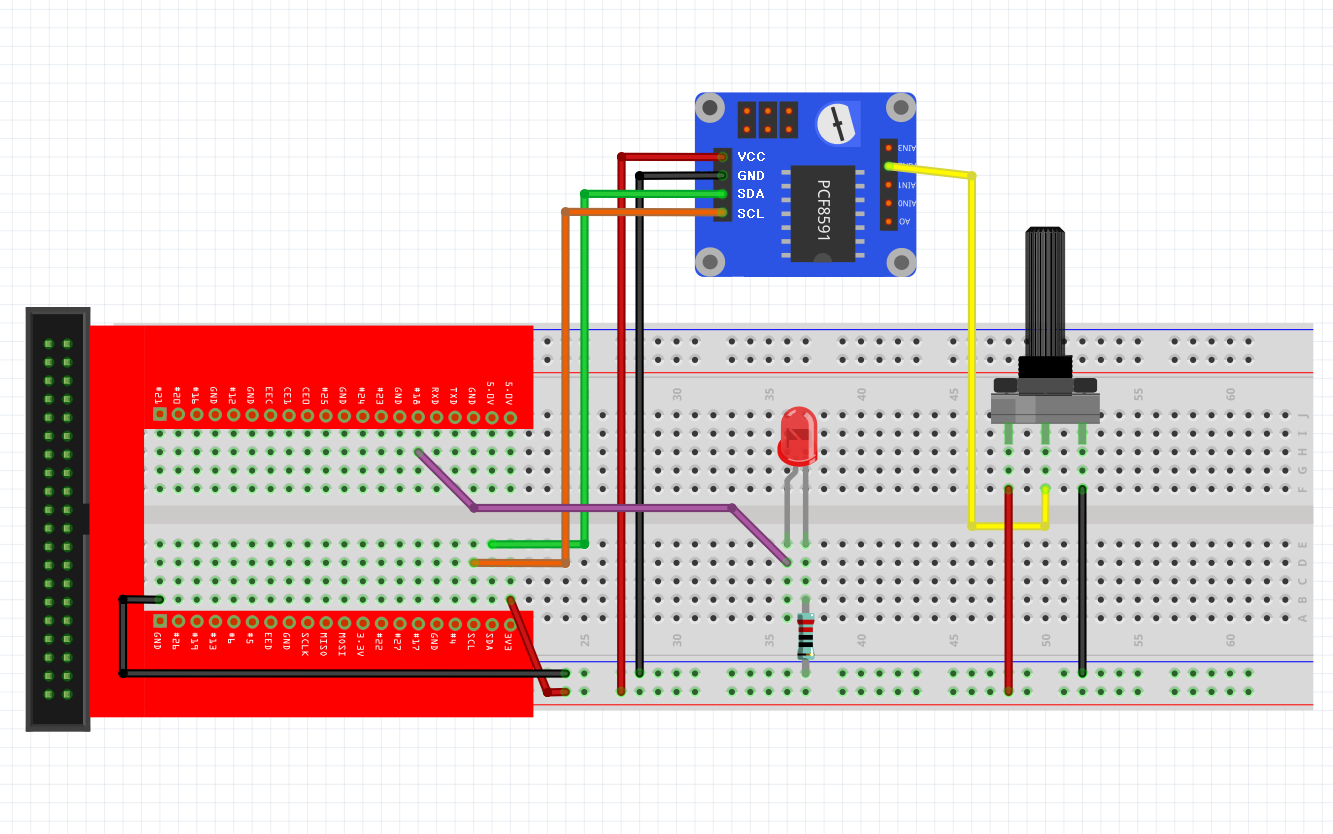 VCC
GND
SDA
SCL
PCF8591
AIN3
AIN1
AIN0
AO
#21
#20
#16
GND
#12
GND
EEC
CE1
CE0
#25
GND
#24
#23
GND
#18
RXD
TXD
GND
5.0V
5.0V
30
35
40
45
50
55
60
J
I
H
G
F
E
D
C
B
A
GND
#26
#19
#13
#6
#5
EED
GND
SCLK
MISO
MOSI
3.3V
#22
#27
#17
GND
#4
SCL
SDA
3V3
25
30
35
40
45
50
55
60